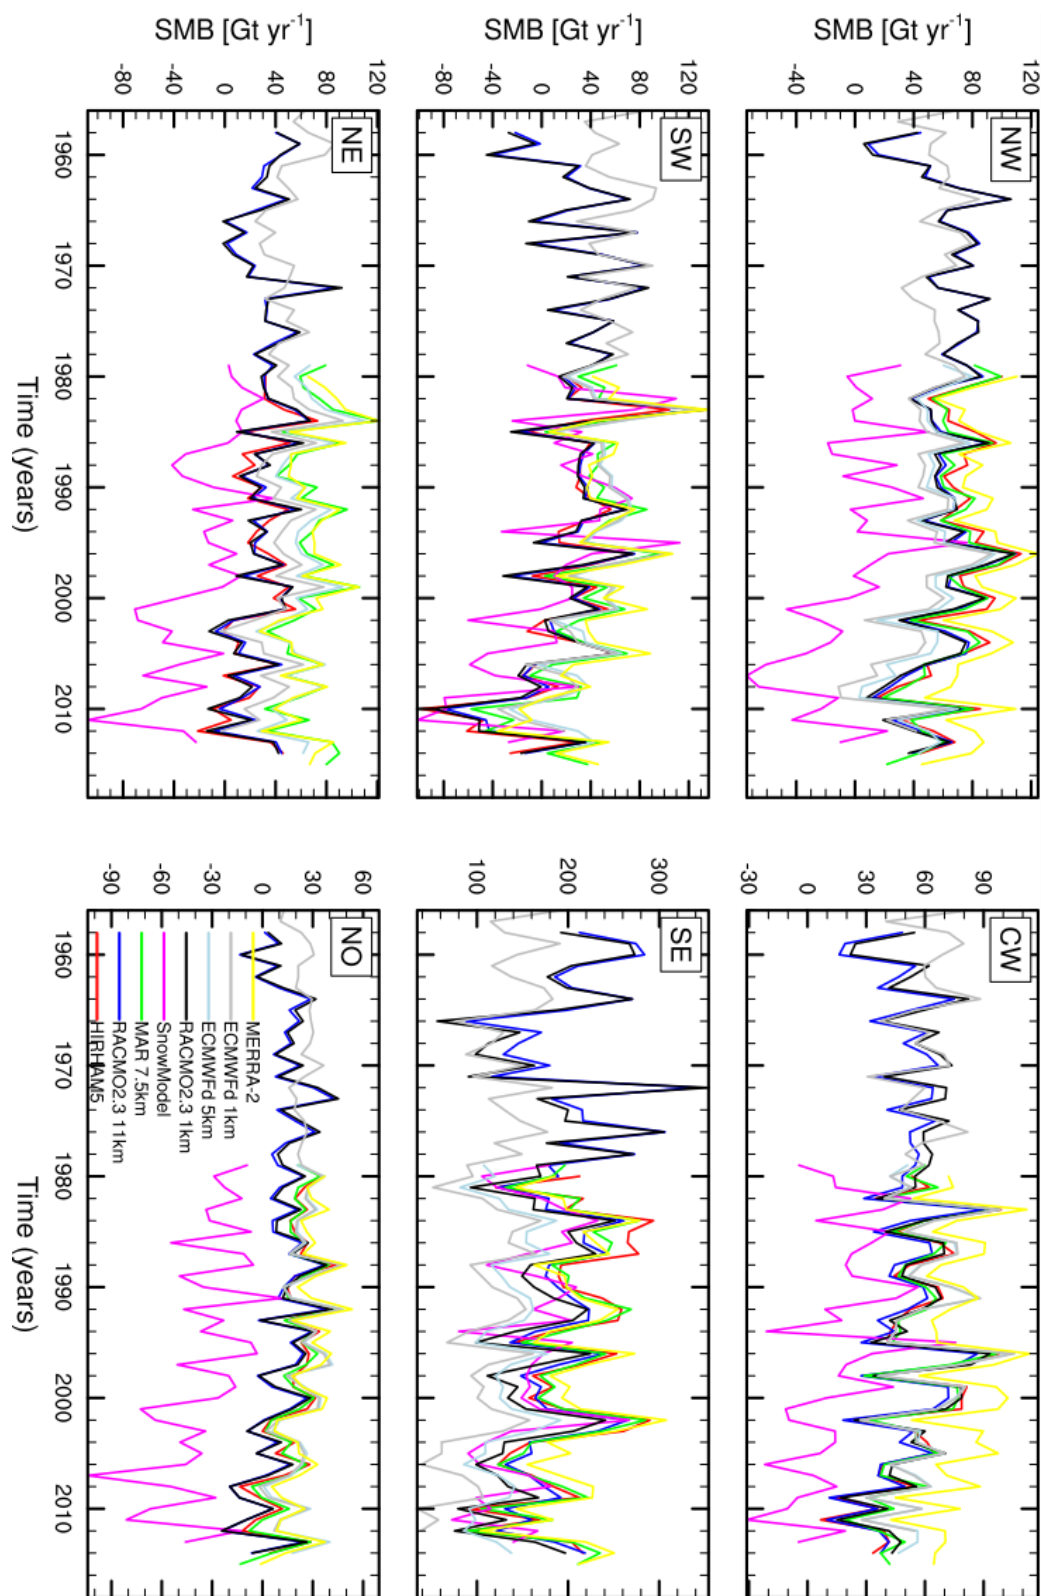 SMB [Gt yr-1]
120
80
40
0
-40
NW
90
60
30
0
-30
CW
SMB [Gt yr-1]
120
80
40
0
-40
-80
SW
300
200
100
SE
SMB [Gt yr-1]
120
80
40
0
-40
-80
NE
1960 1970 1980 1990 2000 2010
Time (years)
60
30
0
-30
-60
-90
NO
MERRA-2
ECMWFd 1km
ECMWFd 5km
RACMO2.3 1km
SnowModel
MAR 7.5km
RACMO2.3 11km
HIRHAM5
1960 1970 1980 1990 2000 2010
Time (years)